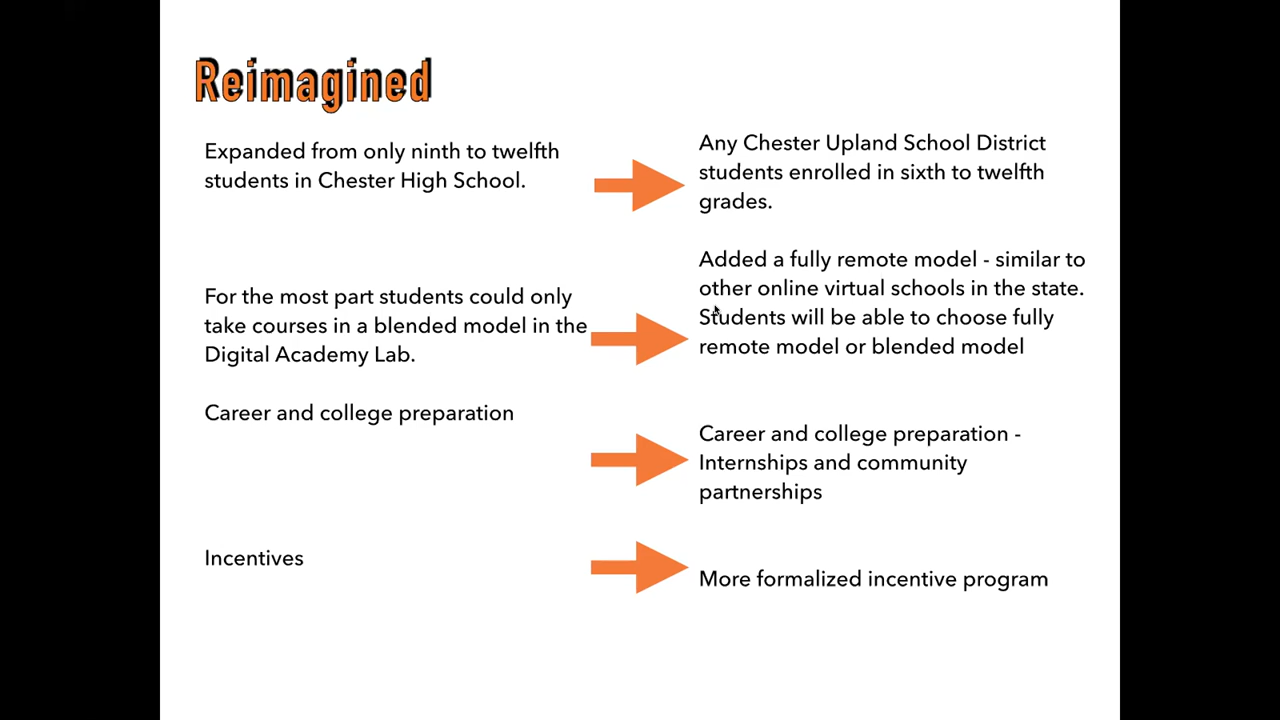 Reimagined
Expanded from only ninth to twelfth
students in Chester High School.
Any Chester Upland School District
students enrolled in sixth to twelfth
grades.
For the most part students could only
take courses in a blended model in the
Digital Academy Lab.
Added a fully remote model - similar to
other online virtual schools in the state.
Students will be able to choose fully
remote model or blended model
Career and college preparation
Career and college preparation -
Internships and community
partnerships
Incentives
More formalized incentive program